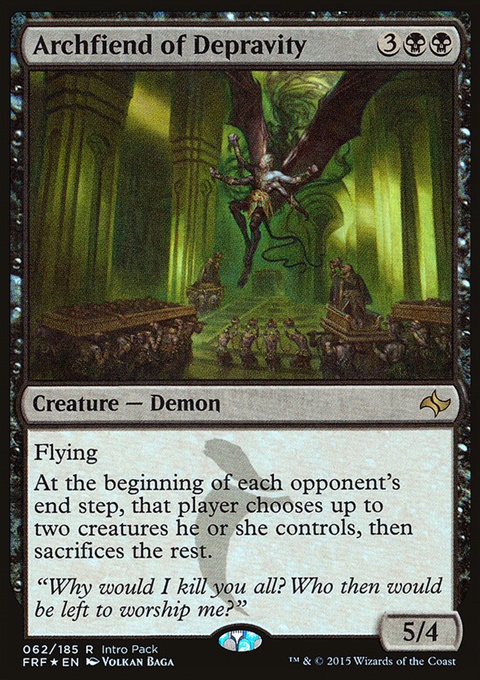 Archfiend of Depravity 3
Creature — Demon
Flying
At the beginning of each opponent's
end step, that player chooses up to
two creatures he or she controls, then
sacrifices the rest.
"Why would I kill you all? Who then would
be left to worship me?"
5/4
062/185 R Intro Pack
FRF ★ EN Volkan Baga
™ & © 2015 Wizards of the Coast